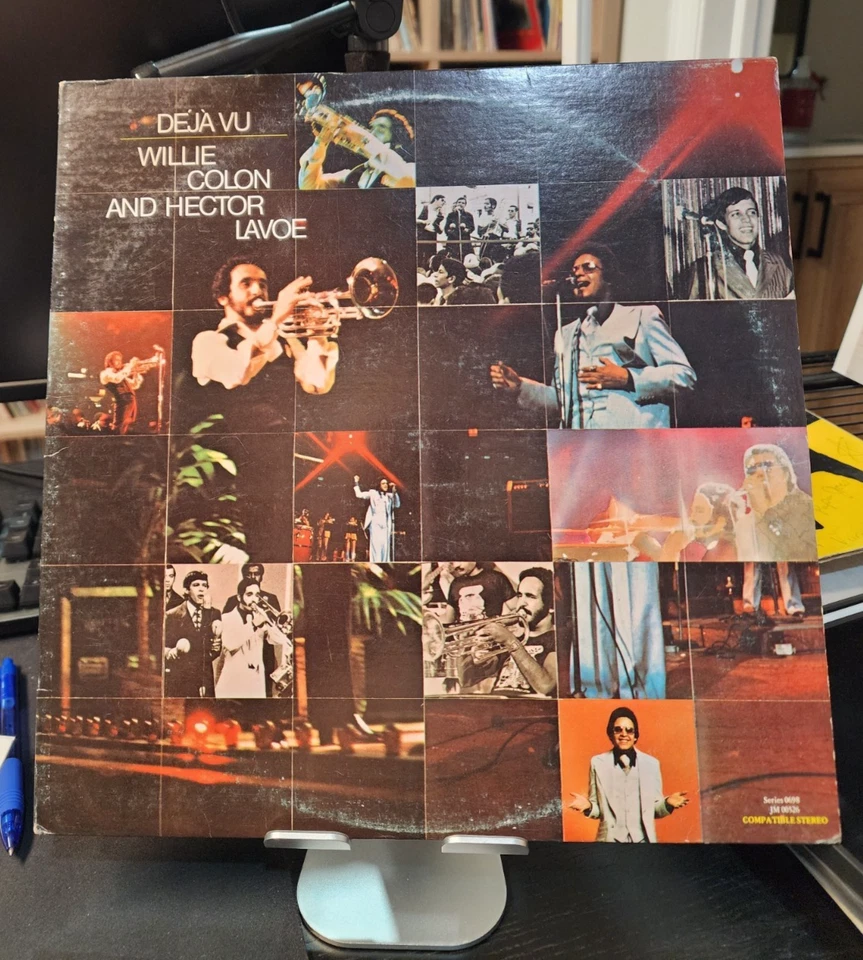 DEJÀ VU
WILLIE
COLON
AND HECTOR
LAVOE
Series 0698
JM 00526
COMPATIBLE STEREO